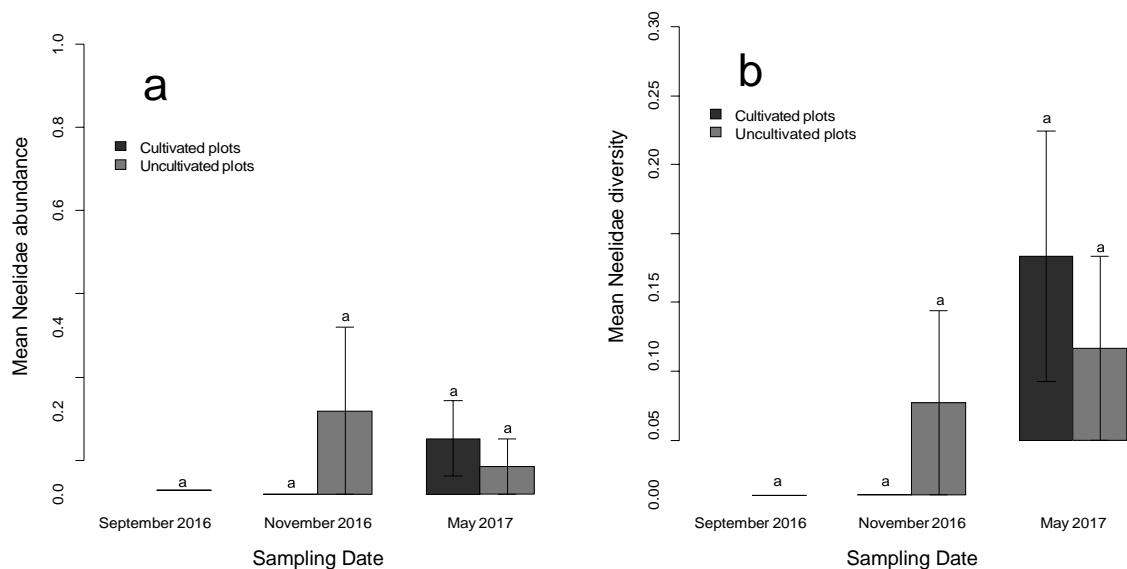 a
Mean Neelidae abundance
1.0
0.8
0.6
0.4
0.2
0.0
Cultivated plots
Uncultivated plots
a
a
a
a
a
September 2016
November 2016
May 2017
Sampling Date
b
Mean Neelidae diversity
0.30
0.25
0.20
0.15
0.10
0.05
0.00
Cultivated plots
Uncultivated plots
a
a
a
a
a
September 2016
November 2016
May 2017
Sampling Date